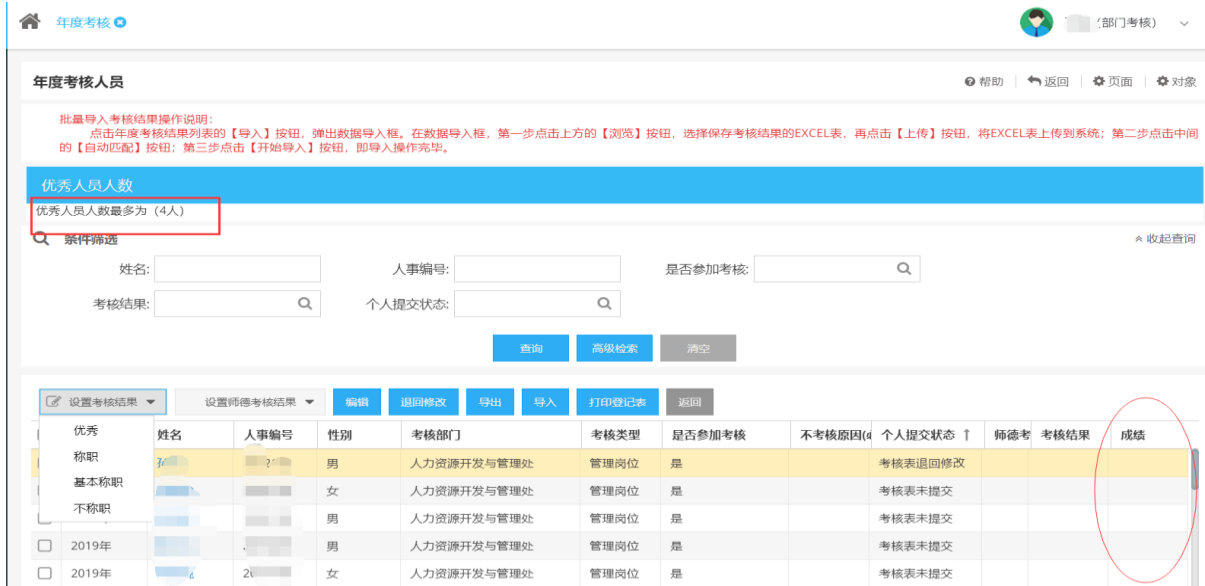 年度考核
(部门考核)
年度考核人员
帮助 返回 页面 对象
批量导入考核结果操作说明:
点击年度考核结果列表的【导入】按钮，弹出数据导入框。在数据导入框，第一步点击上方的【浏览】按钮，选择保存考核结果的EXCEL表，再点击【上传】按钮，将EXCEL表上传到系统；第二步点击中间
的【自动匹配】按钮；第三步点击【开始导入】按钮，即导入操作完毕。
优秀人员人数
优秀人员人数最多为（4人）
条件筛选 收起查询
姓名: 人事编号: 是否参加考核:
考核结果: 个人提交状态:
查询 高级检索 清空
设置考核结果 设置师德考核结果 编辑 退回修改 导出 导入 打印登记表 返回
优秀
称职
基本称职
不称职
姓名 人事编号 性别 考核部门 考核类型 是否参加考核 不考核原因( 个人提交状态 ↑ 师德考 考核结果 成绩
男 人力资源开发与管理处 管理岗位 是 考核表退回修改
女 人力资源开发与管理处 管理岗位 是 考核表未提交
男 人力资源开发与管理处 管理岗位 是 考核表未提交
2019年 男 人力资源开发与管理处 管理岗位 是 考核表未提交
2019年 女 人力资源开发与管理处 管理岗位 是 考核表未提交